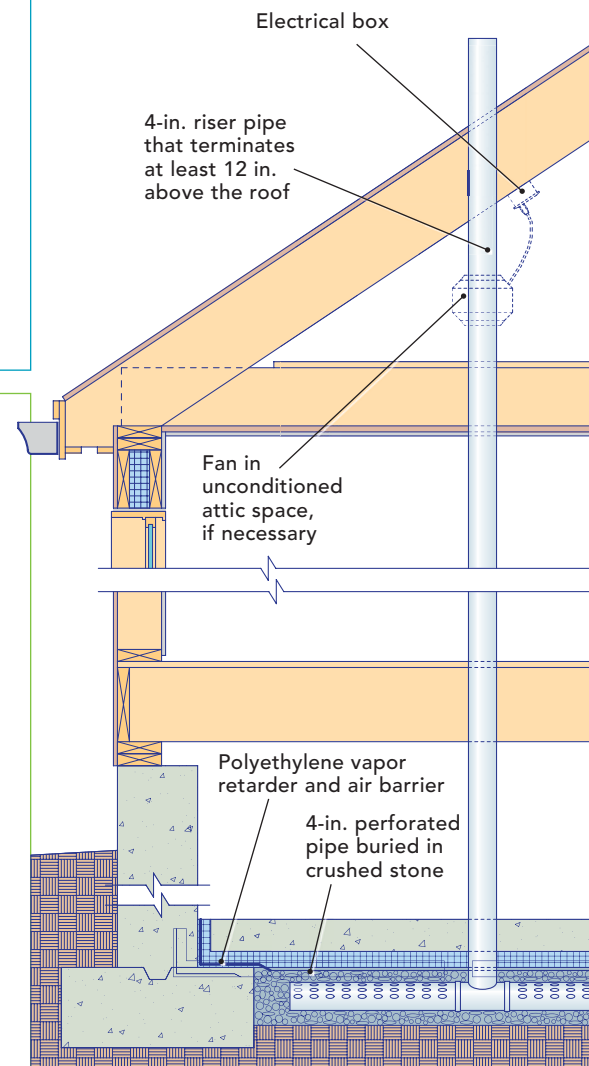 Electrical box
4-in. riser pipe
that terminates
at least 12 in.
above the roof
Fan in
unconditioned
attic space,
if necessary
Polyethylene vapor
retarder and air barrier
4-in. perforated
pipe buried in
crushed stone